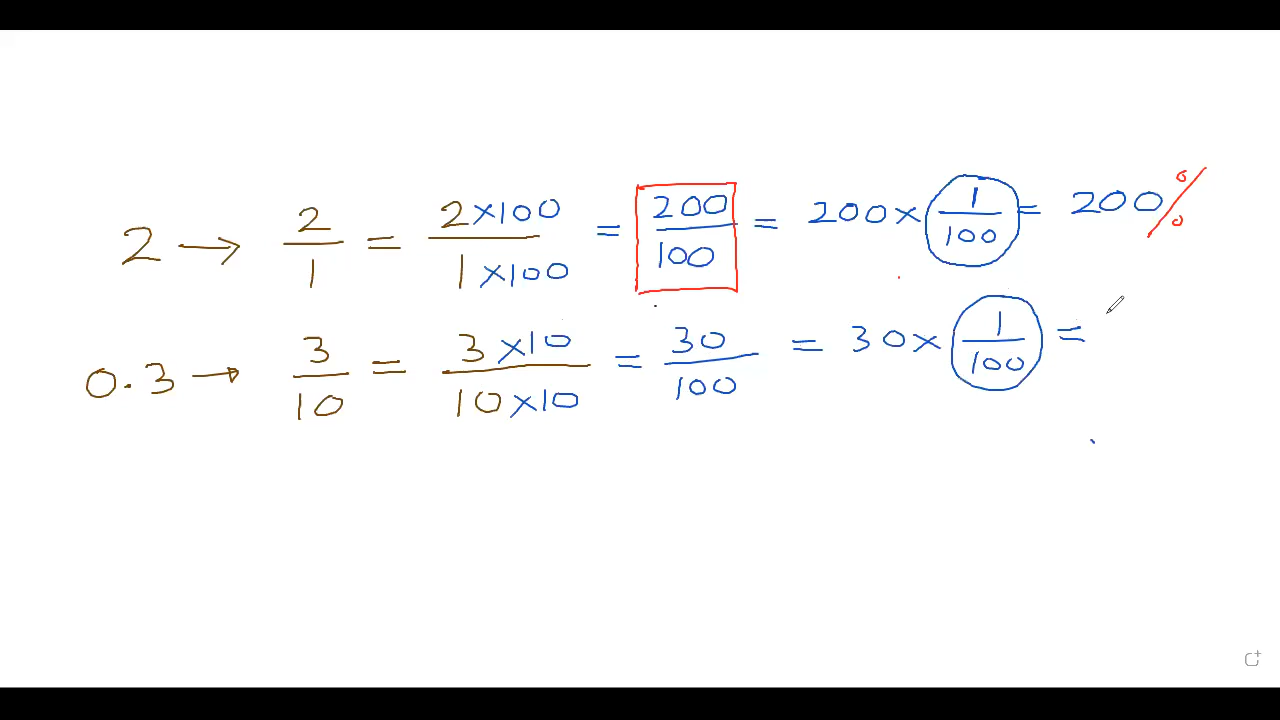 2 → 2/1 = 2×100/1×100 = 200/100 = 200× 1/100 = 200%
0.3 → 3/10 = 3×10/10×10 = 30/100 = 30× 1/100 =